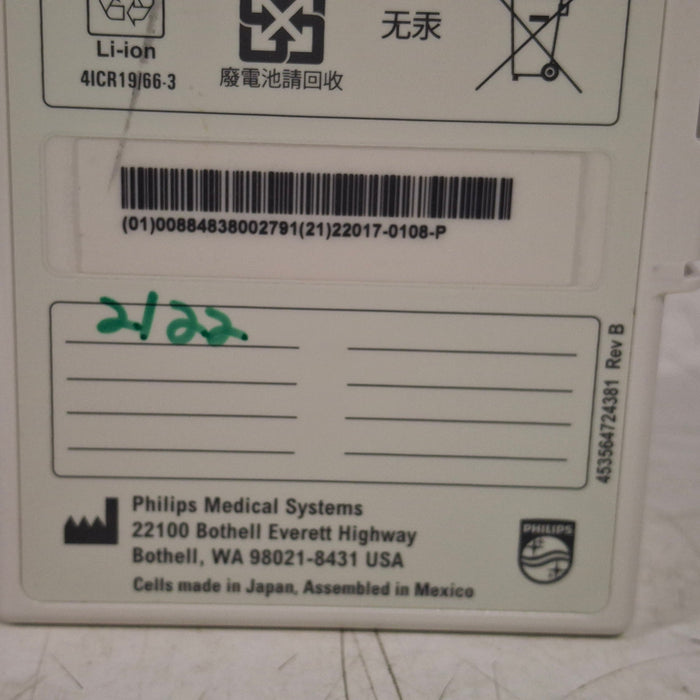 Li-ion
4ICR19/66-3
廢電池請回收
无汞
(01)00884838002791(21)22017-0108-P
2/22
453564724381 Rev B
Philips Medical Systems
22100 Bothell Everett Highway
Bothell, WA 98021-8431 USA
Cells made in Japan, Assembled in Mexico
PHILIPS